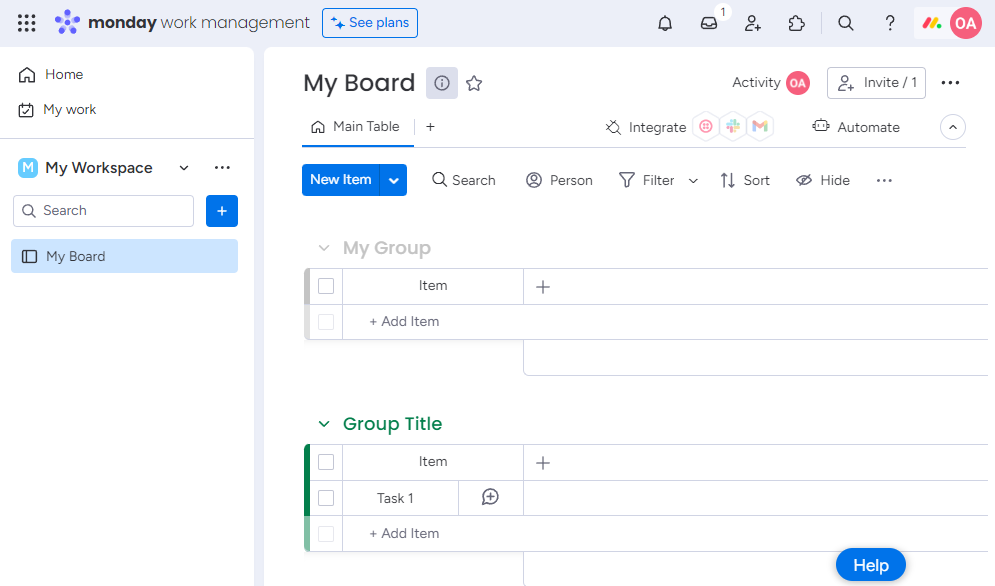 monday work management
See plans
1
OA
Home
My work
M My Workspace
Search
+
My Board
My Board
Activity OA
Invite / 1
Main Table
+
Integrate
Automate
New Item
Search
Person
Filter
Sort
Hide
My Group
Item
+
+ Add Item
Group Title
Item
+
Task 1
+ Add Item
Help